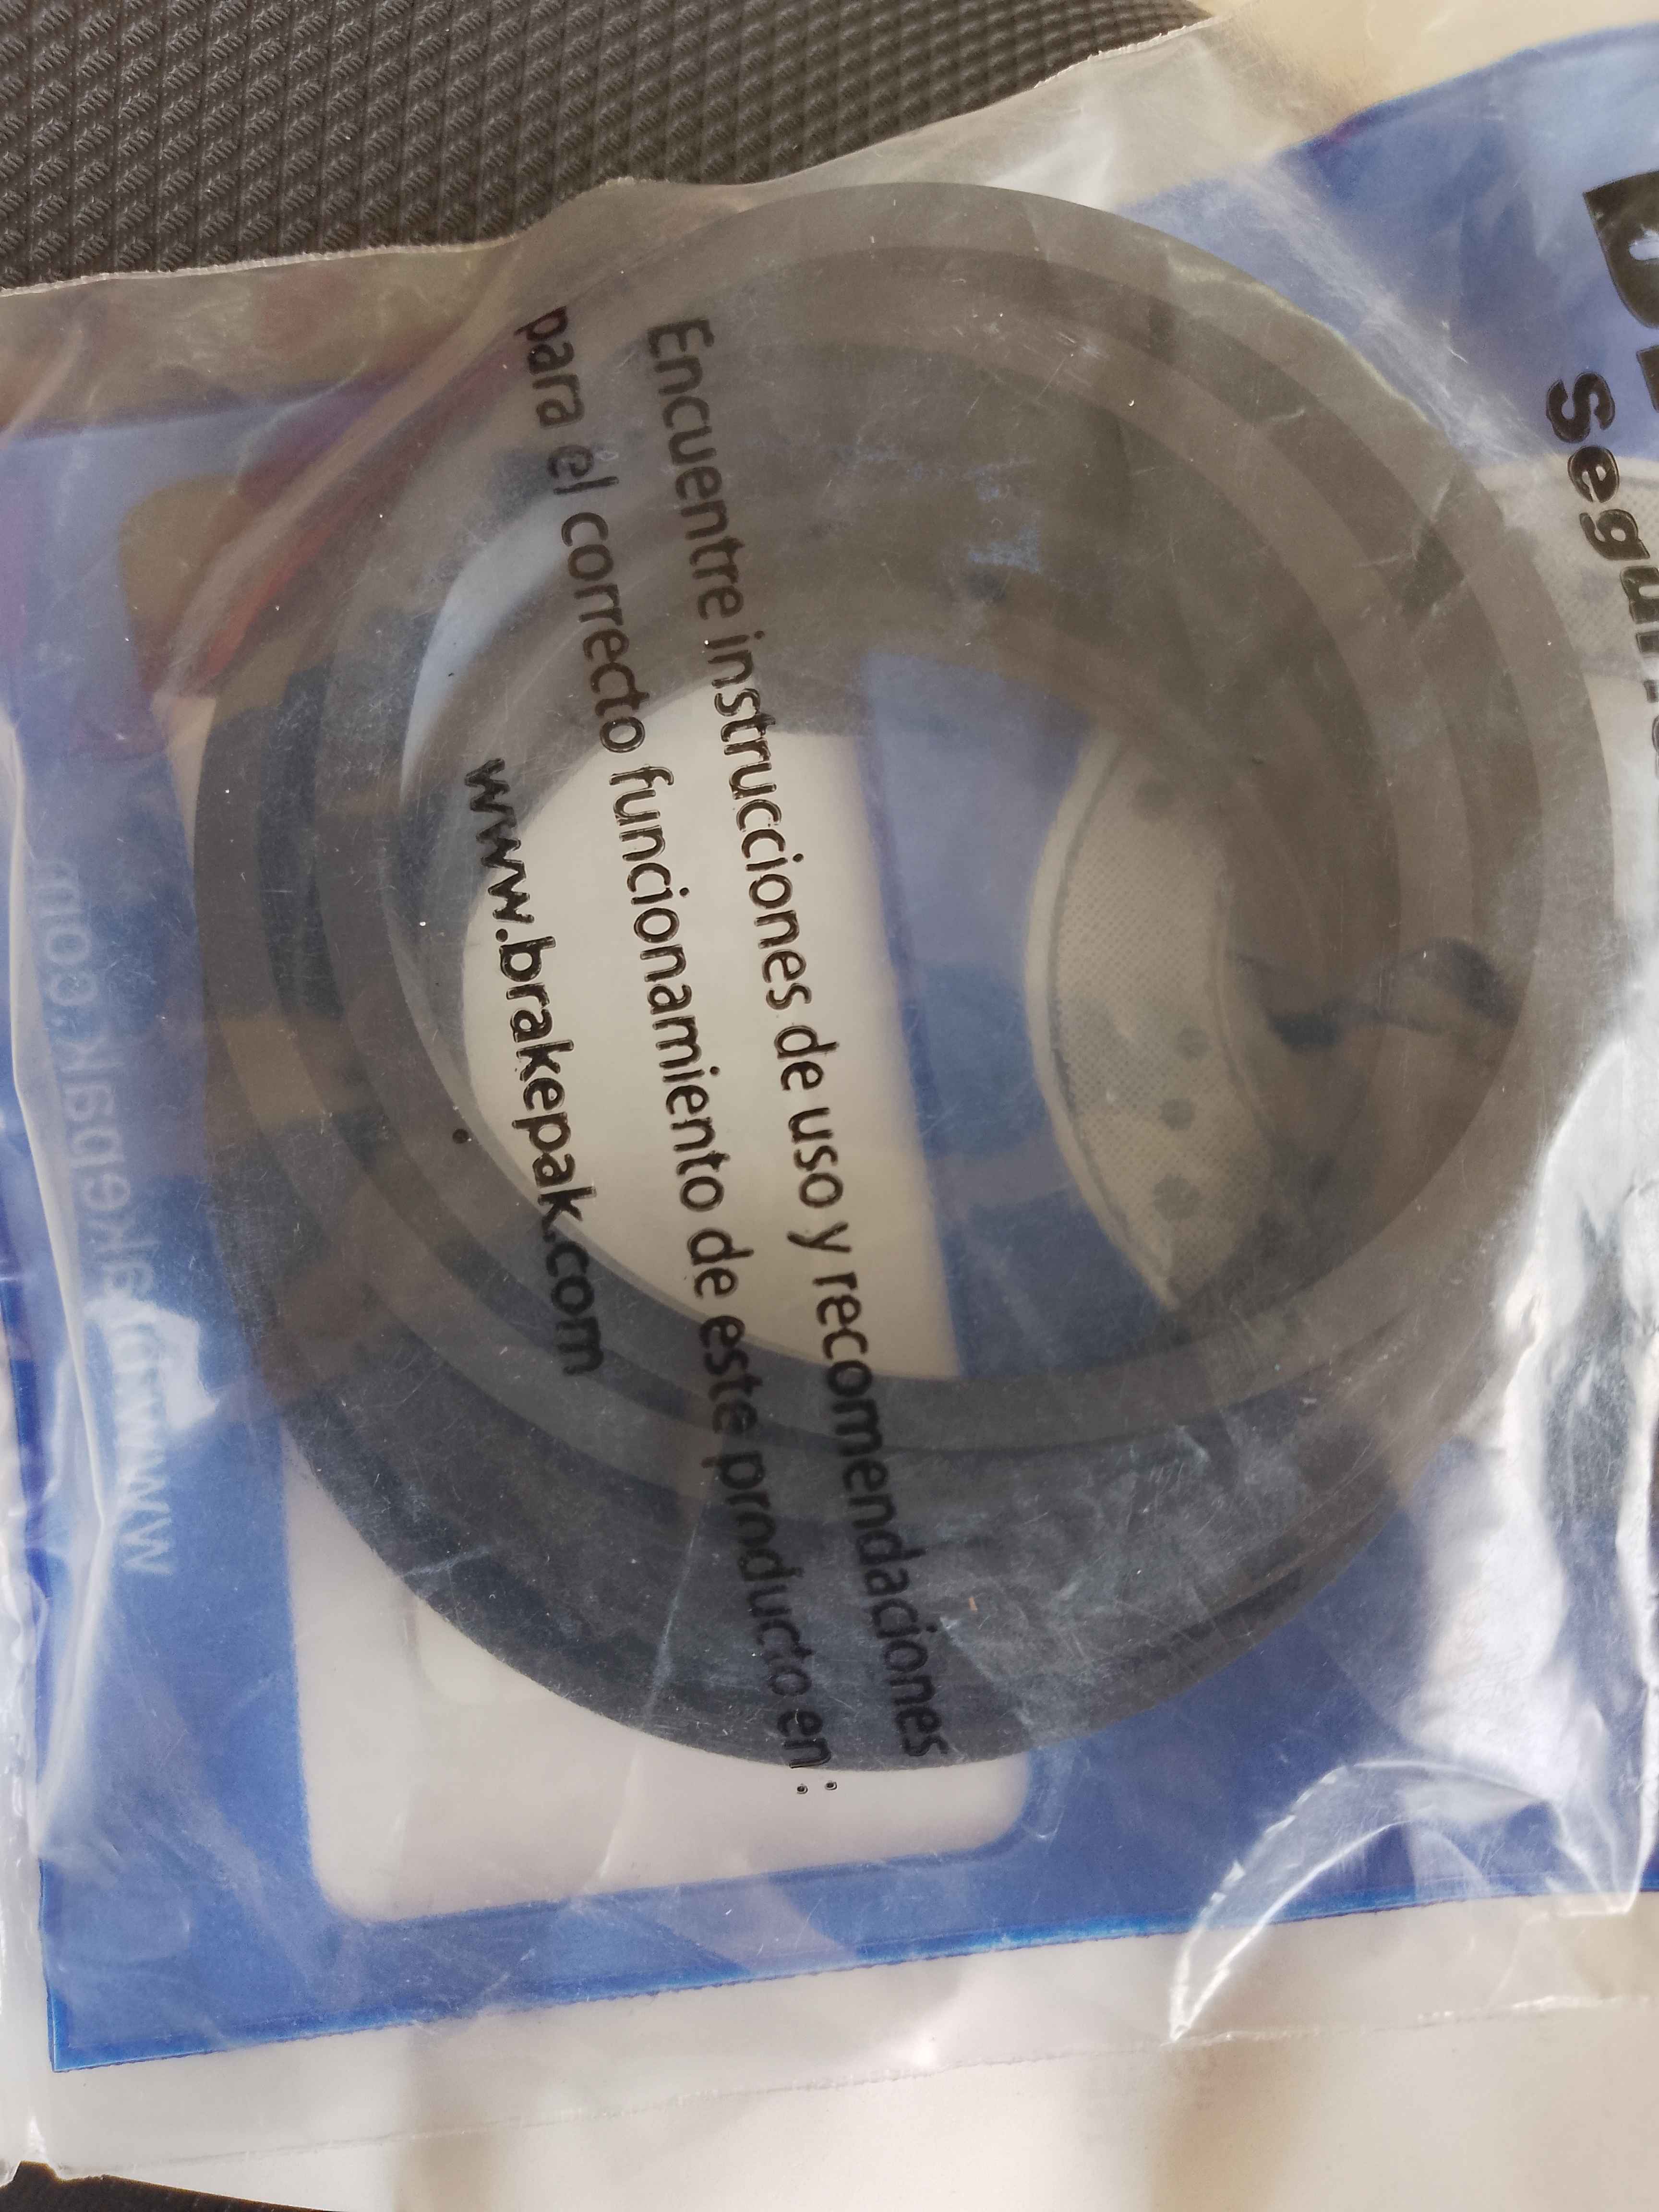 Encuentre instrucciones de uso y recomendaciones
para el correcto funcionamiento de este producto en :
www.brakepak.com